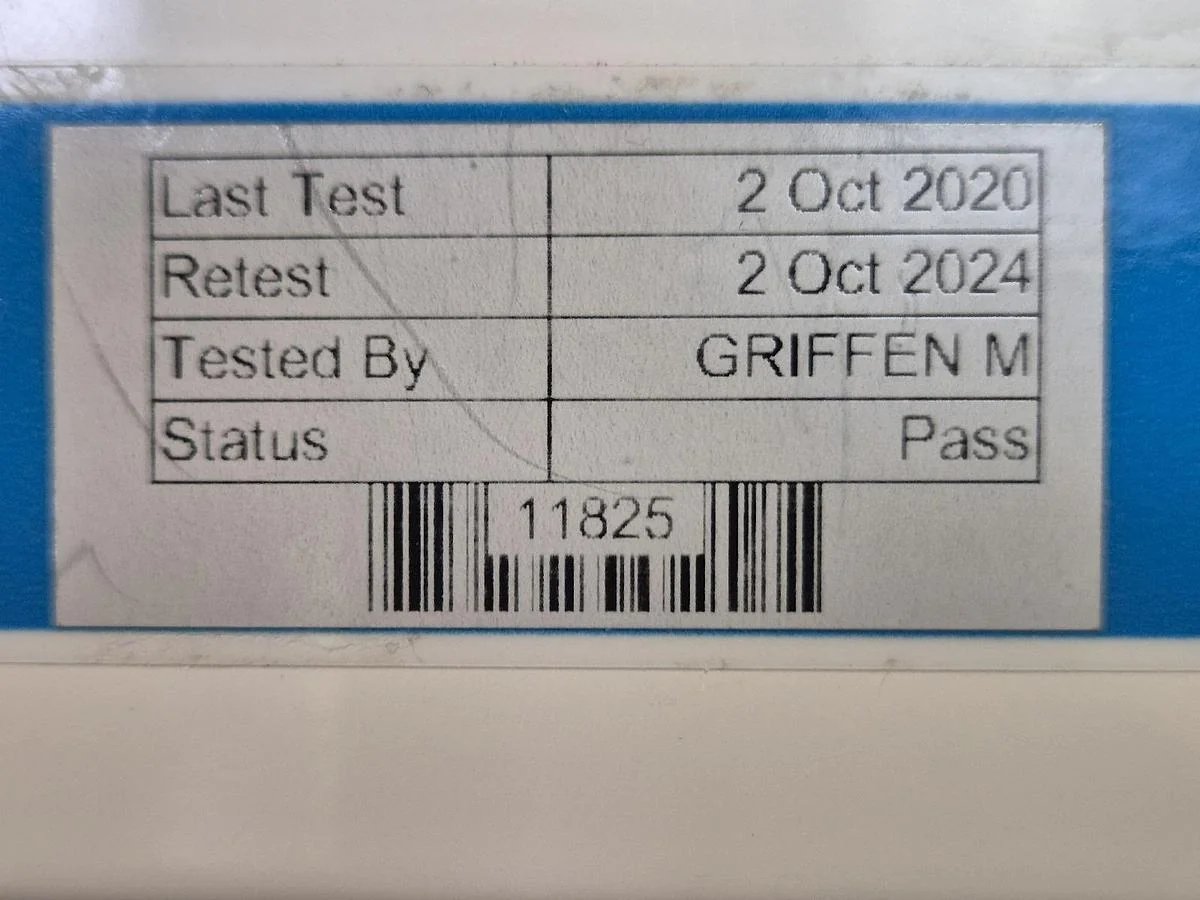 Last Test 2 Oct 2020
Retest 2 Oct 2024
Tested By GRIFFEN M
Status Pass
11825